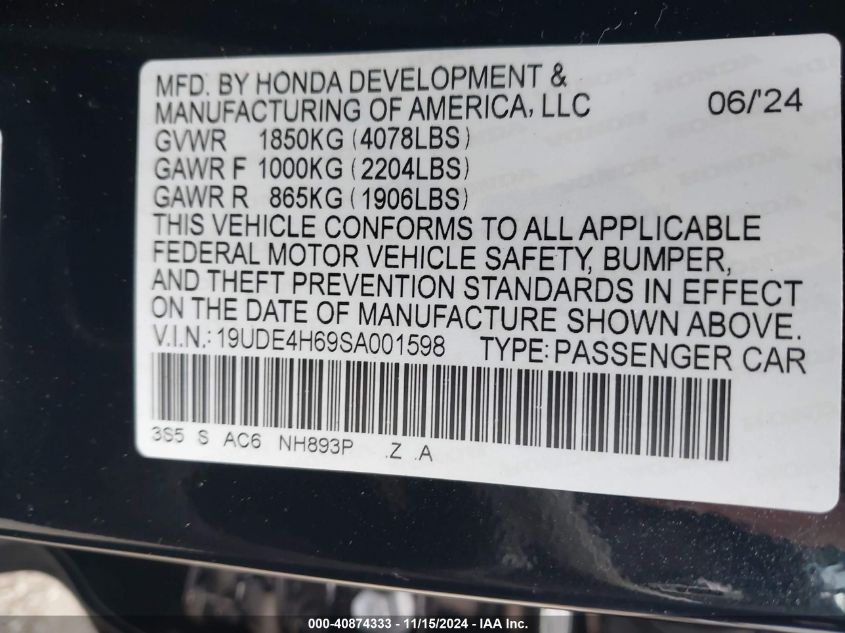 MFD. BY HONDA DEVELOPMENT &
MANUFACTURING OF AMERICA, LLC 06/'24
GVWR 1850KG (4078LBS)
GAWR F 1000KG (2204LBS)
GAWR R 865KG (1906LBS)
THIS VEHICLE CONFORMS TO ALL APPLICABLE
FEDERAL MOTOR VEHICLE SAFETY, BUMPER,
AND THEFT PREVENTION STANDARDS IN EFFECT
ON THE DATE OF MANUFACTURE SHOWN ABOVE.
V.I.N.: 19UDE4H69SA001598 TYPE: PASSENGER CAR
3S5 S AC6 NH893P .Z .A
000-40874333 - 11/15/2024 - IAA Inc.